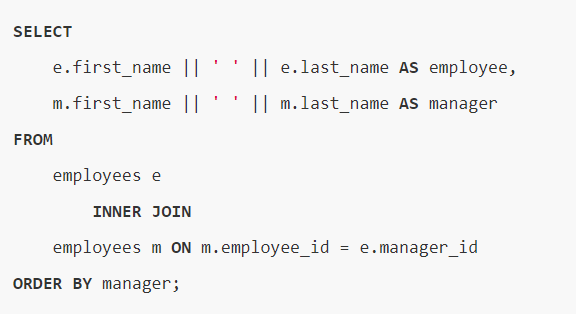 SELECT
e.first_name || ' ' || e.last_name AS employee,
m.first_name || ' ' || m.last_name AS manager
FROM
employees e
INNER JOIN
employees m ON m.employee_id = e.manager_id
ORDER BY manager;